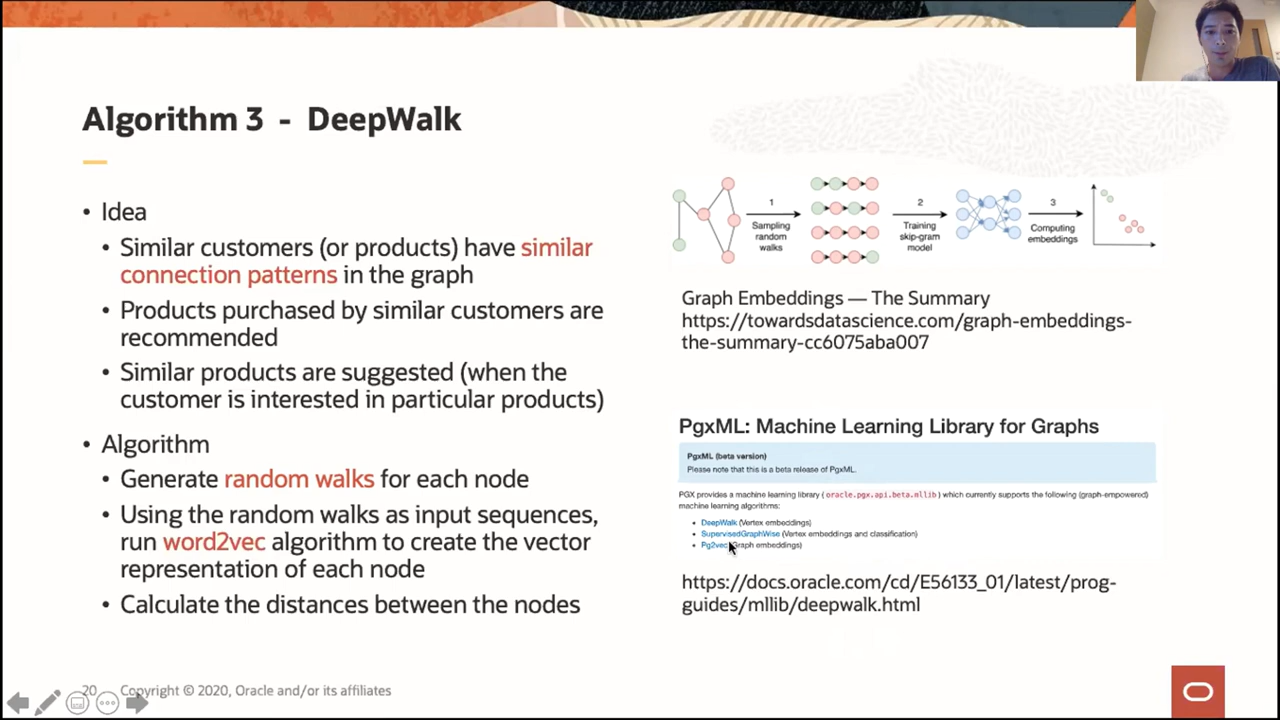 Algorithm 3 - DeepWalk
• Idea
• Similar customers (or products) have similar
connection patterns in the graph
• Products purchased by similar customers are
recommended
• Similar products are suggested (when the
customer is interested in particular products)
• Algorithm
• Generate random walks for each node
• Using the random walks as input sequences,
run word2vec algorithm to create the vector
representation of each node
• Calculate the distances between the nodes
1
Sampling
random
walks
2
Training
skip-gram
model
3
Computing
embeddings
Graph Embeddings — The Summary
https://towardsdatascience.com/graph-embeddings-
the-summary-cc6075aba007
PgxML: Machine Learning Library for Graphs
PgxML (beta version)
Please note that this is a beta release of PgxML.
PGX provides a machine learning library ( oracle.pgx.api.beta.mllib ) which currently supports the following (graph-empowered)
machine learning algorithms:
• DeepWalk (Vertex embeddings)
• SupervisedGraphWise (Vertex embeddings and classification)
• Pg2vec (Graph embeddings)
https://docs.oracle.com/cd/E56133_01/latest/prog-
guides/mllib/deepwalk.html
20 Copyright © 2020, Oracle and/or its affiliates